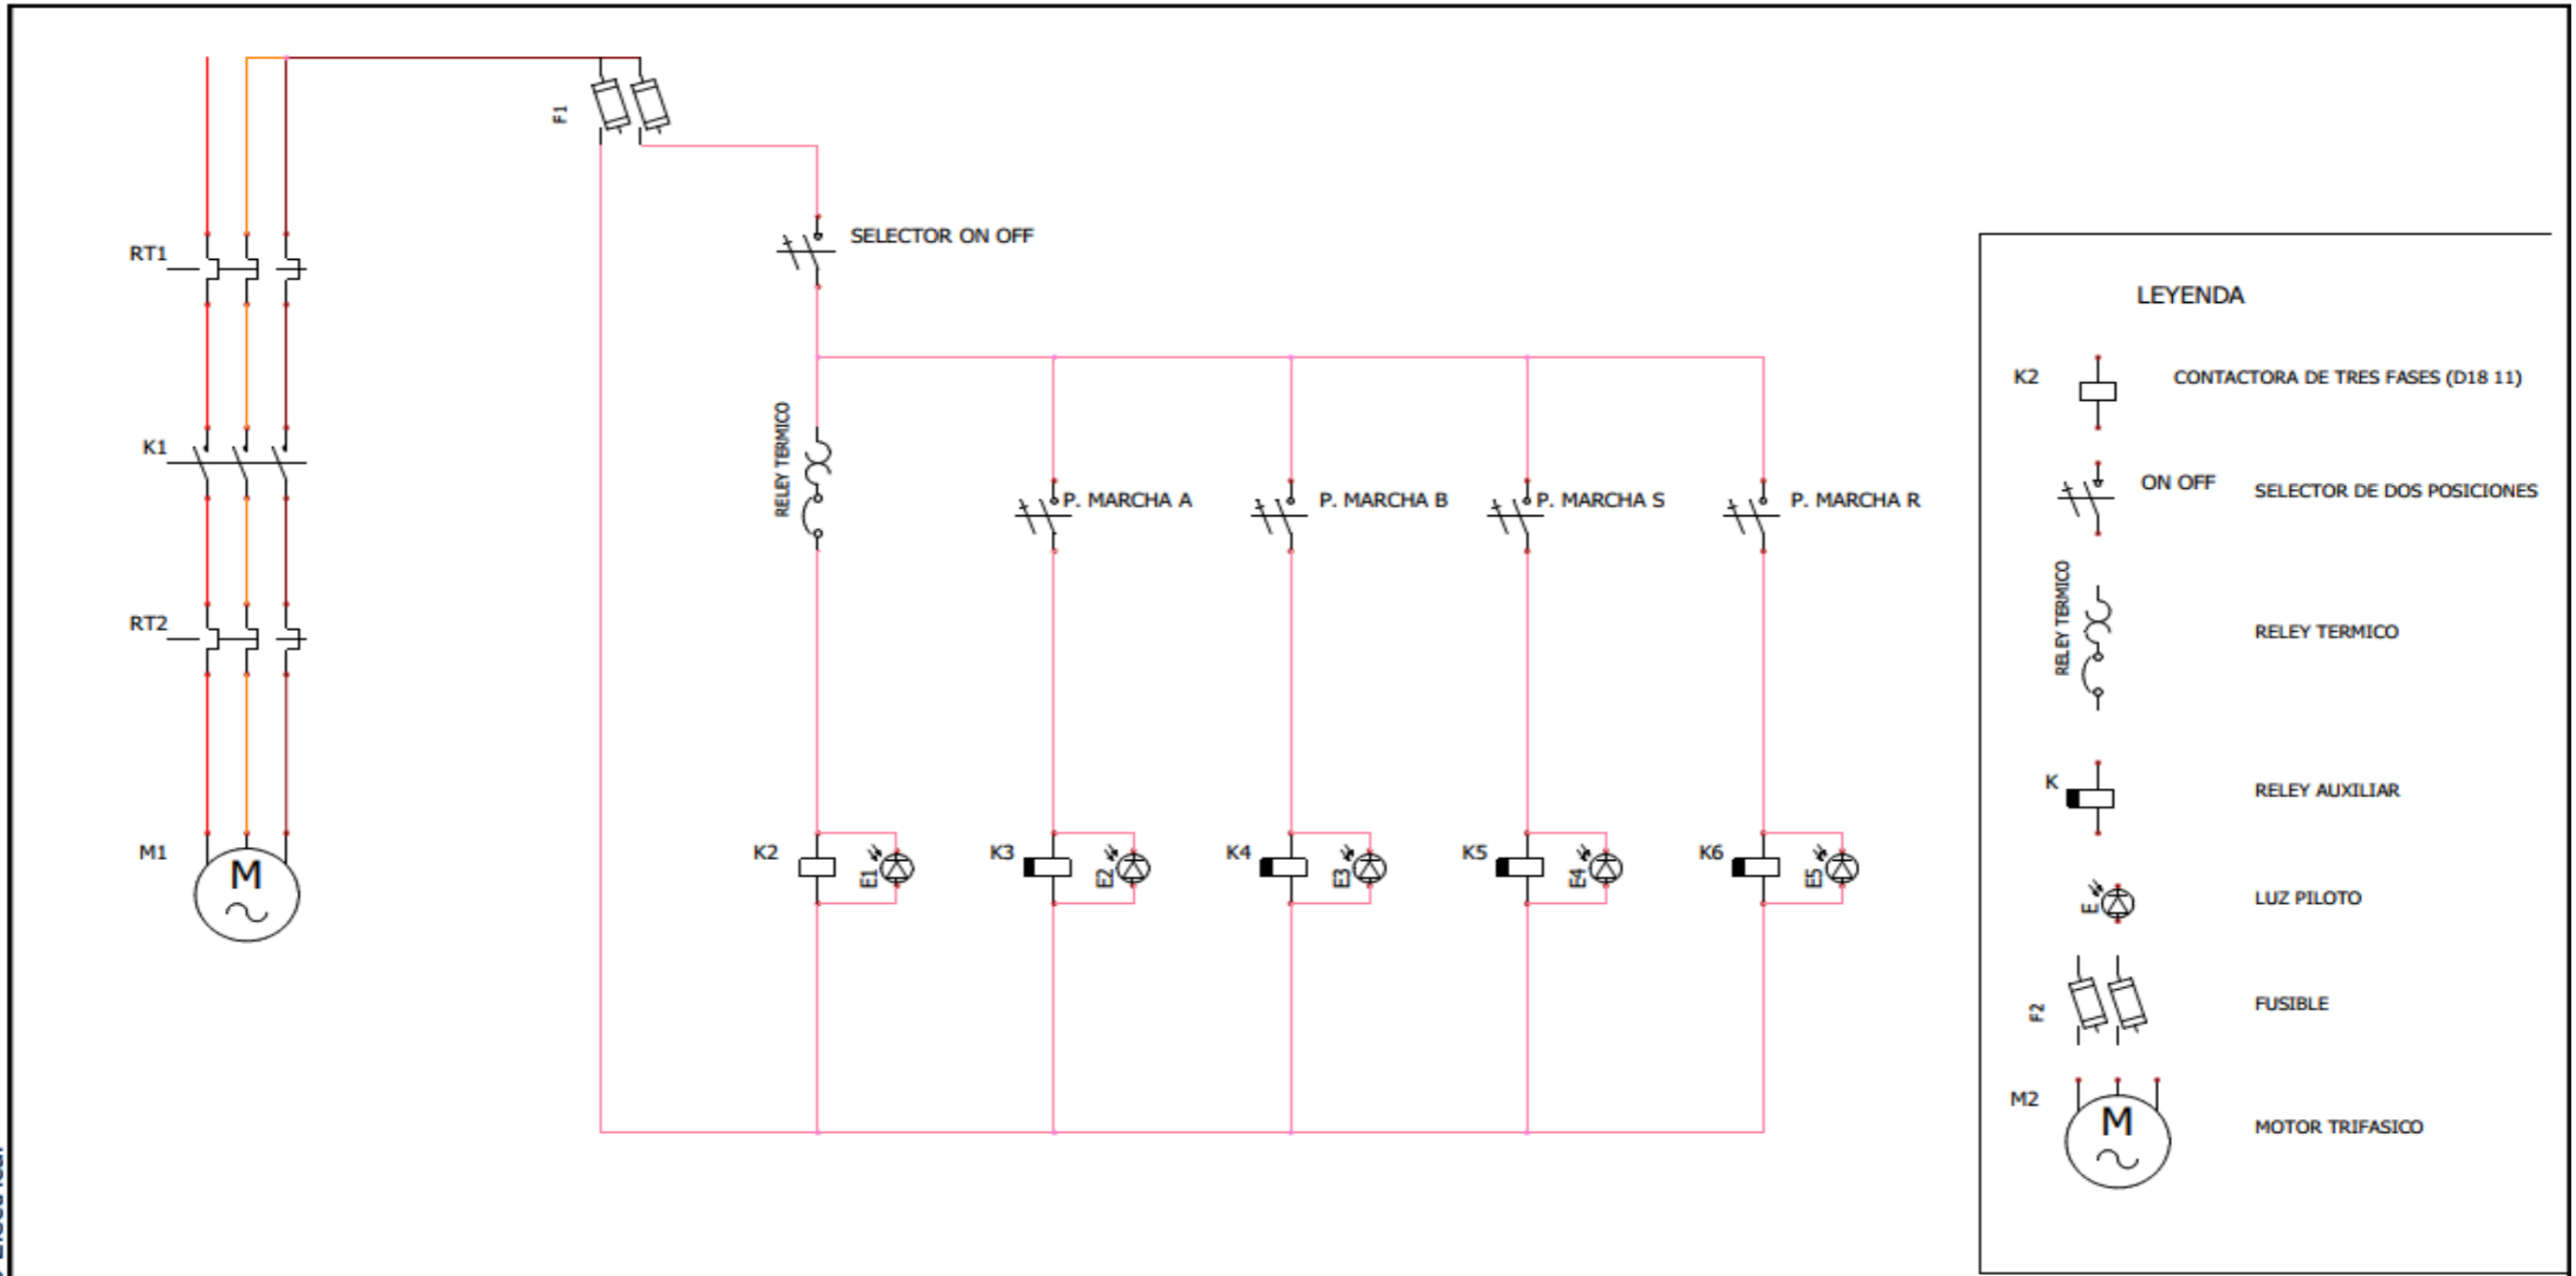 F1
SELECTOR ON OFF
RT1
K1
RELEY TERMICO
P. MARCHA A
P. MARCHA B
P. MARCHA S
P. MARCHA R
RT2
M1
M
K2
E1
K3
E2
K4
E3
K5
E4
K6
E5
LEYENDA
K2
CONTACTORA DE TRES FASES (D18 11)
ON OFF
SELECTOR DE DOS POSICIONES
RELEY TERMICO
RELEY TERMICO
K
RELEY AUXILIAR
E
LUZ PILOTO
F2
FUSIBLE
M2
M
MOTOR TRIFASICO